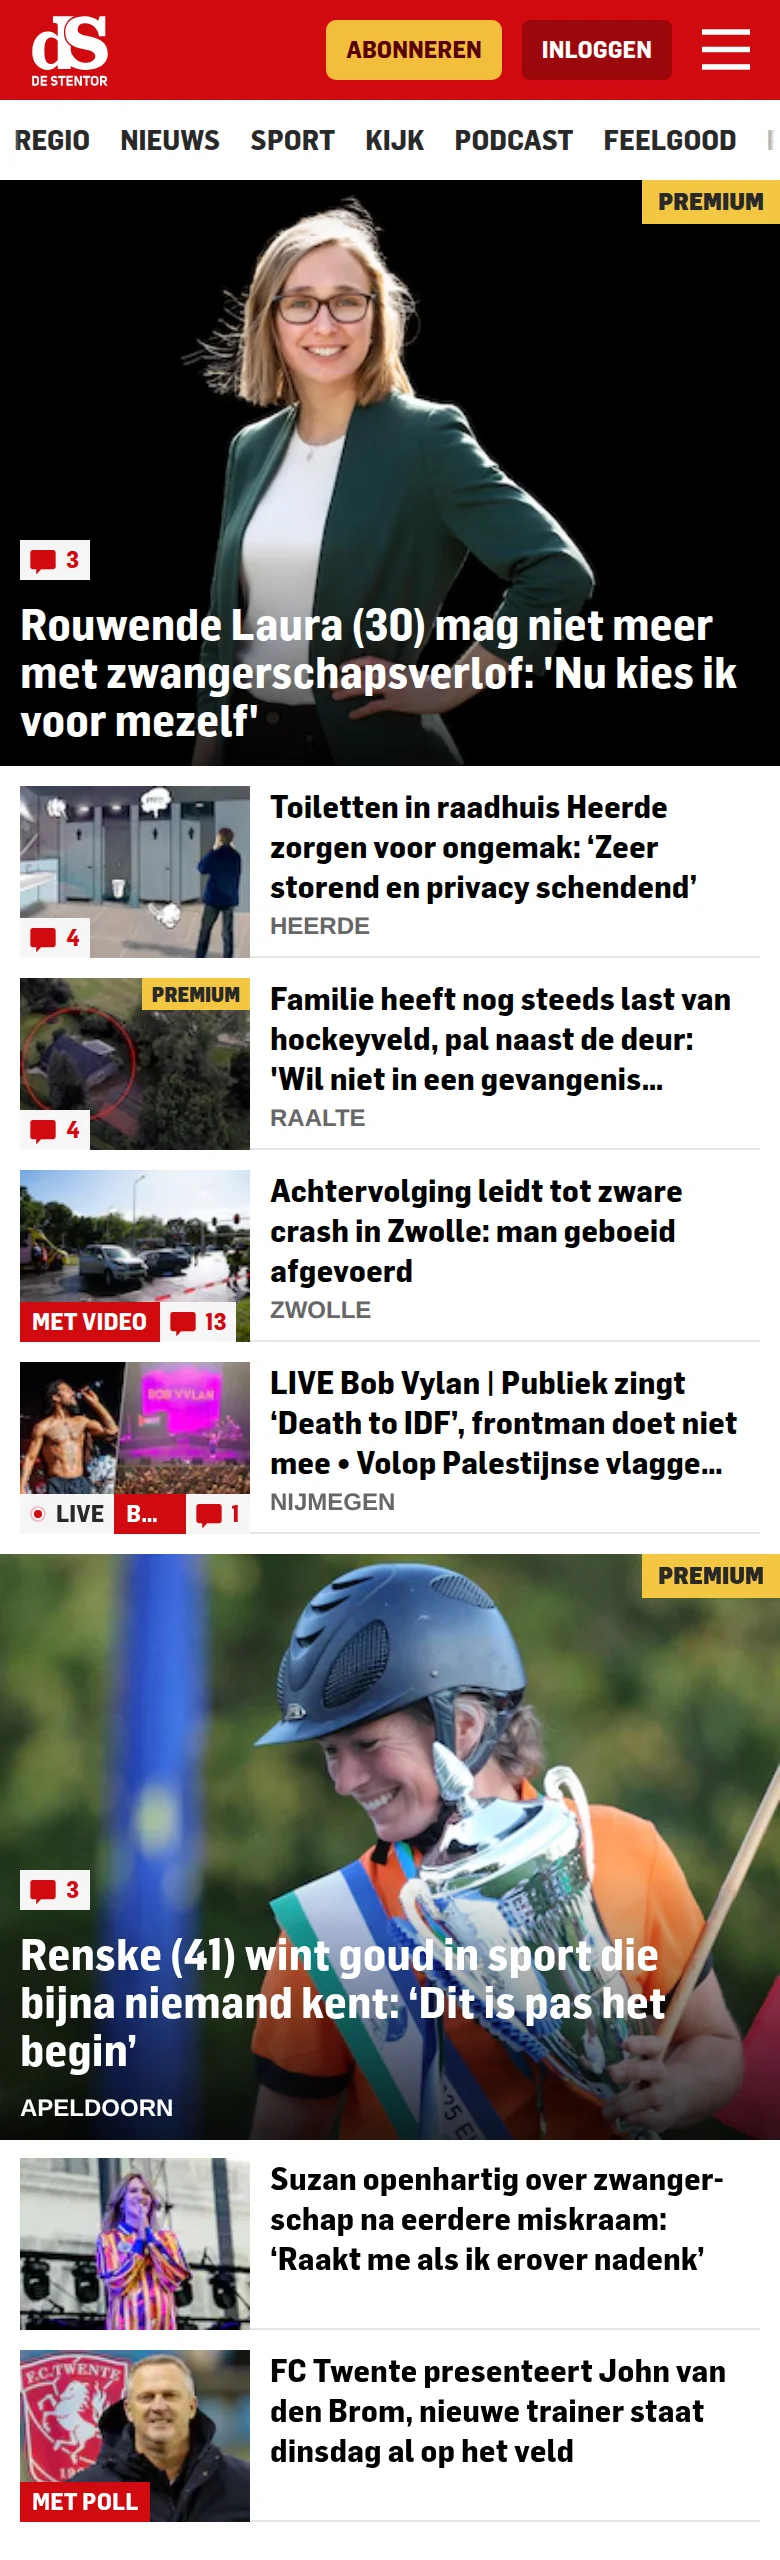 dS
DE STENTOR
ABONNEREN
INLOGGEN
REGIO NIEUWS SPORT KIJK PODCAST FEELGOOD
PREMIUM
3
Rouwende Laura (30) mag niet meer
met zwangerschapsverlof: 'Nu kies ik
voor mezelf'
4
Toiletten in raadhuis Heerde
zorgen voor ongemak: ‘Zeer
storend en privacy schendend’
HEERDE
PREMIUM
4
Familie heeft nog steeds last van
hockeyveld, pal naast de deur:
'Wil niet in een gevangenis...
RAALTE
MET VIDEO 13
Achtervolging leidt tot zware
crash in Zwolle: man geboeid
afgevoerd
ZWOLLE
BOB VYLAN
LIVE B... 1
LIVE Bob Vylan | Publiek zingt
‘Death to IDF’, frontman doet niet
mee • Volop Palestijnse vlagge...
NIJMEGEN
PREMIUM
3
Renske (41) wint goud in sport die
bijna niemand kent: ‘Dit is pas het
begin’
APELDOORN
Suzan openhartig over zwanger-
schap na eerdere miskraam:
‘Raakt me als ik erover nadenk’
F.C. TWENTE
MET POLL
FC Twente presenteert John van
den Brom, nieuwe trainer staat
dinsdag al op het veld